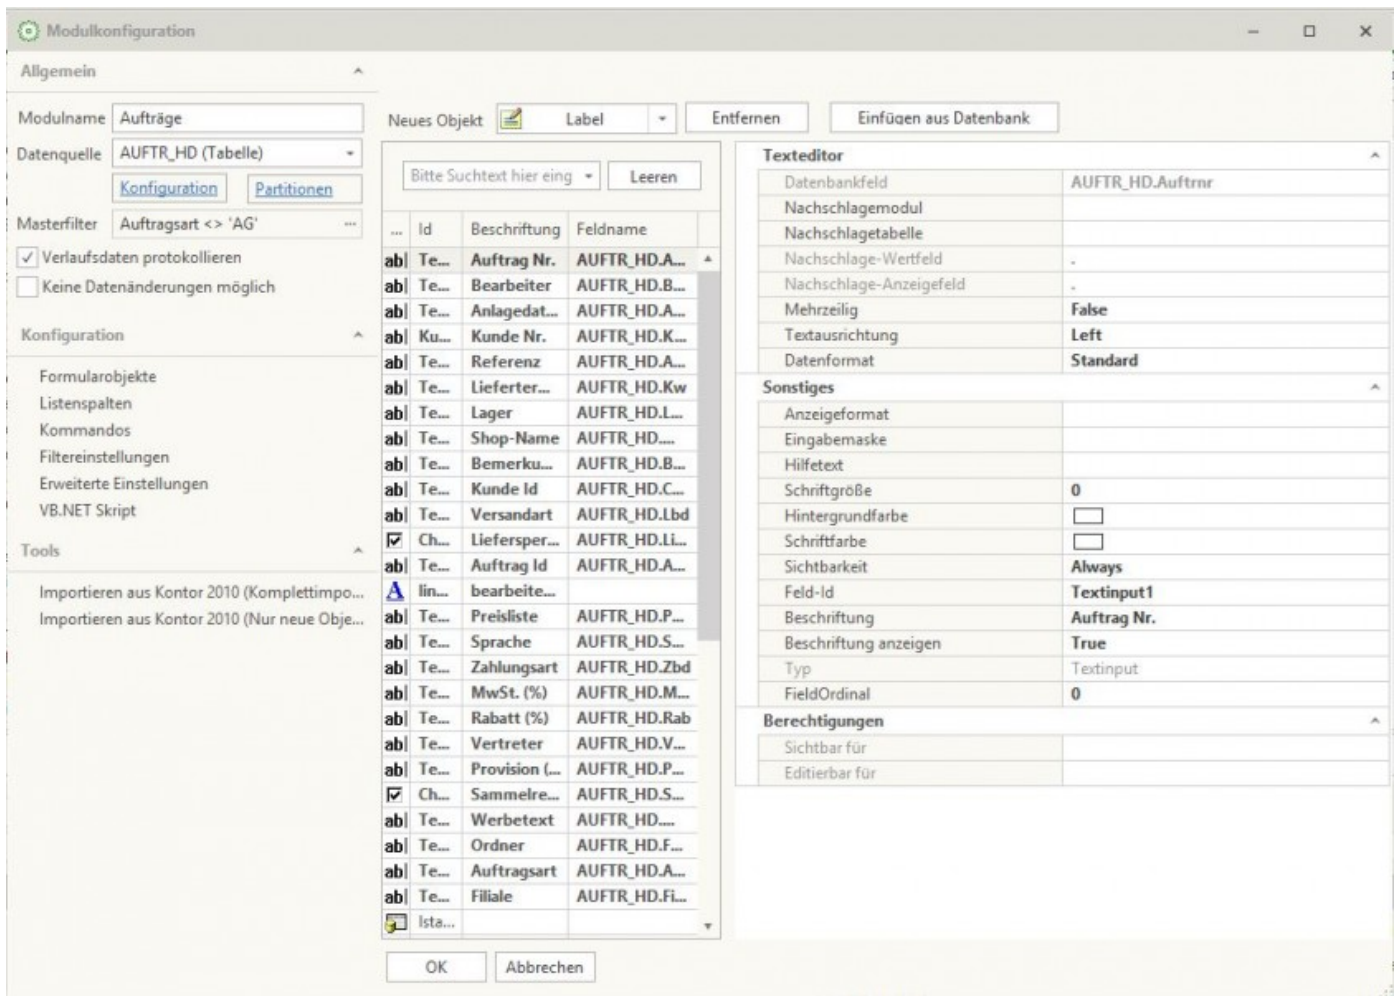 Modulkonfiguration
Allgemein
Modulname Aufträge
Datenquelle AUFTR_HD (Tabelle)
Konfiguration Partitionen
Masterfilter Auftragsart <> 'AG' ...
Verlaufsdaten protokollieren
Keine Datenänderungen möglich
Konfiguration
Formularobjekte
Listenspalten
Kommandos
Filtereinstellungen
Erweiterte Einstellungen
VB.NET Skript
Tools
Importieren aus Kontor 2010 (Komplettimpo...
Importieren aus Kontor 2010 (Nur neue Obje...
Neues Objekt Label Entfernen Einfügen aus Datenbank
Bitte Suchtext hier eing Leeren
... Id Beschriftung Feldname
ab| Te... Auftrag Nr. AUFTR_HD.A...
ab| Te... Bearbeiter AUFTR_HD.B...
ab| Te... Anlagedat... AUFTR_HD.A...
ab| Ku... Kunde Nr. AUFTR_HD.K...
ab| Te... Referenz AUFTR_HD.A...
ab| Te... Lieferter... AUFTR_HD.Kw
ab| Te... Lager AUFTR_HD.L...
ab| Te... Shop-Name AUFTR_HD....
ab| Te... Bemerku... AUFTR_HD.B...
ab| Te... Kunde Id AUFTR_HD.C...
ab| Te... Versandart AUFTR_HD.Lbd
Ch... Liefersper... AUFTR_HD.Li...
ab| Te... Auftrag Id AUFTR_HD.A...
A lin... bearbeite...
ab| Te... Preisliste AUFTR_HD.P...
ab| Te... Sprache AUFTR_HD.S...
ab| Te... Zahlungsart AUFTR_HD.Zbd
ab| Te... MwSt. (%) AUFTR_HD.M...
ab| Te... Rabatt (%) AUFTR_HD.Rab
ab| Te... Vertreter AUFTR_HD.V...
ab| Te... Provision (... AUFTR_HD.P...
Ch... Sammelre... AUFTR_HD.S...
ab| Te... Werbetext AUFTR_HD....
ab| Te... Ordner AUFTR_HD.F...
ab| Te... Auftragsart AUFTR_HD.A...
ab| Te... Filiale AUFTR_HD.Fi...
Ista...
Texteditor
Datenbankfeld AUFTR_HD.Auftrnr
Nachschlagemodul
Nachschlagetabelle
Nachschlage-Wertfeld .
Nachschlage-Anzeigefeld .
Mehrzeilig False
Textausrichtung Left
Datenformat Standard
Sonstiges
Anzeigeformat
Eingabemaske
Hilfetext
Schriftgröße 0
Hintergrundfarbe
Schriftfarbe
Sichtbarkeit Always
Feld-Id Textinput1
Beschriftung Auftrag Nr.
Beschriftung anzeigen True
Typ Textinput
FieldOrdinal 0
Berechtigungen
Sichtbar für
Editierbar für
OK Abbrechen